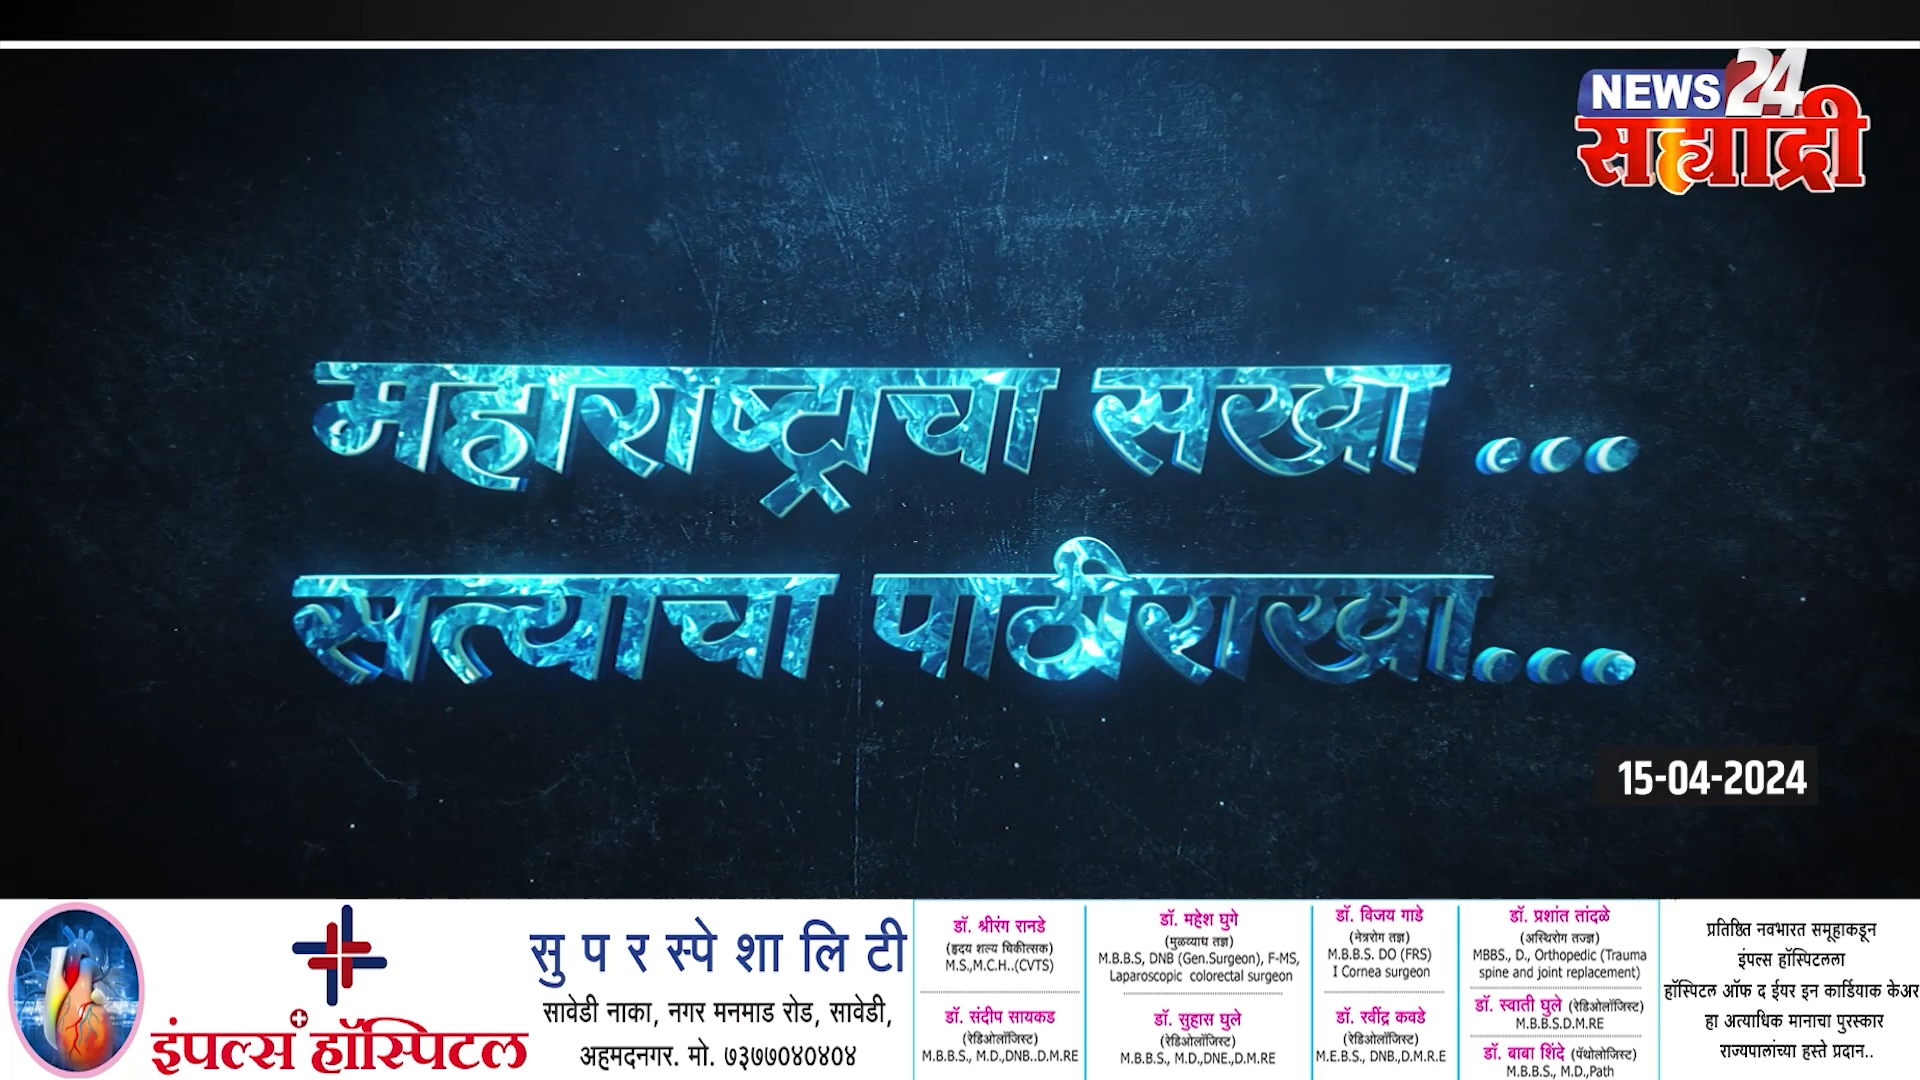 NEWS 24
सह्याद्री
महाराष्ट्राचा सखा ...
सत्याचा पाठीराखा...
15-04-2024
इंपल्स हॉस्पिटल
सुपरस्पेशालिटी
सावेडी नाका, नगर मनमाड रोड, सावेडी,
अहमदनगर. मो. ७३७७०४०४०४
डॉ. श्रीरंग रानडे
(हृदय शल्य चिकीत्सक)
M.S.,M.C.H..(CVTS)
डॉ. संदीप सायकड
(रेडिओलॉजिस्ट)
M.B.B.S., M.D.,DNB..D.M.RE
डॉ. महेश घुगे
(मुळव्याध तज्ञ)
M.B.B.S, DNB (Gen.Surgeon), F-MS,
Laparoscopic colorectal surgeon
डॉ. सुहास घुले
(रेडिओलॉजिस्ट)
M.B.B.S., M.D.,DNE.,D.M.RE
डॉ. विजय गाडे
(नेत्ररोग तज्ञ)
M.B.B.S. DO (FRS)
I Cornea surgeon
डॉ. रवींद्र कवडे
(रेडिओलॉजिस्ट)
M.E.B.S., DNB.,D.M.R.E
डॉ. प्रशांत तांदळे
(अस्थिरोग तज्ज्ञ)
MBBS., D., Orthopedic (Trauma
spine and joint replacement)
डॉ. स्वाती घुले (रेडिओलॉजिस्ट)
M.B.B.S.D.M.RE
डॉ. बाबा शिंदे (पॅथोलोजिस्ट)
M.B.B.S., M.D.,Path
प्रतिष्ठित नवभारत समूहाकडून
इंपल्स हॉस्पिटलला
हॉस्पिटल ऑफ द ईयर इन कार्डियाक केअर
हा अत्याधिक मानाचा पुरस्कार
राज्यपालांच्या हस्ते प्रदान..